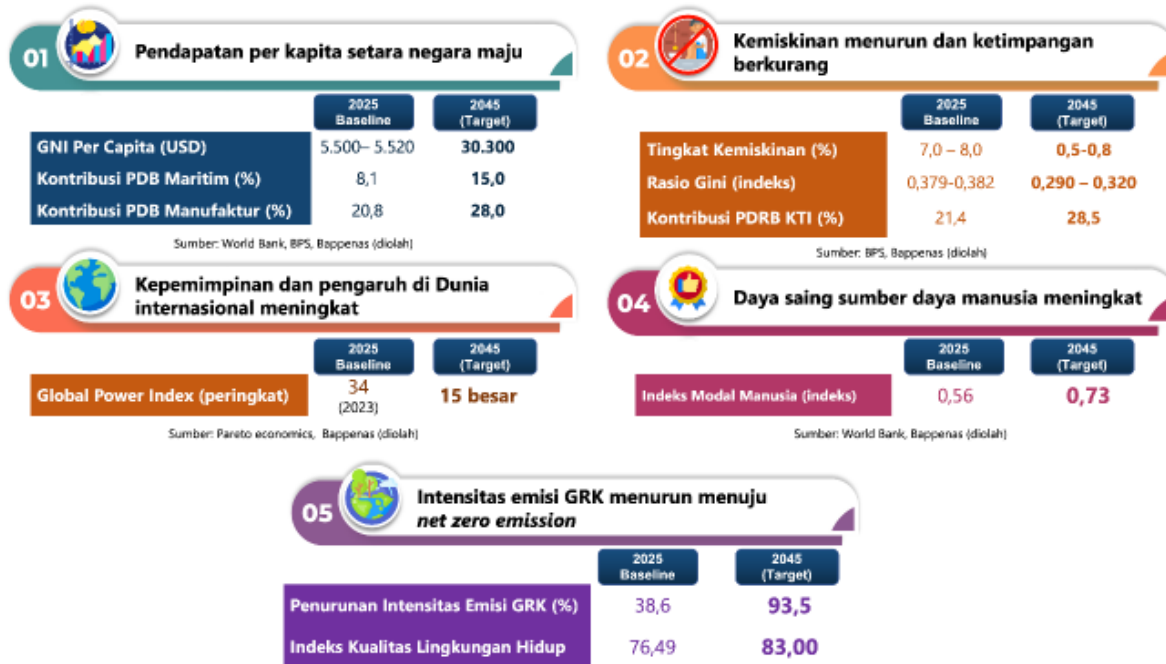 01
Pendapatan per kapita setara negara maju
2025 Baseline
2045 (Target)
GNI Per Capita (USD) 5.500– 5.520 30.300
Kontribusi PDB Maritim (%) 8,1 15,0
Kontribusi PDB Manufaktur (%) 20,8 28,0
Sumber: World Bank, BPS, Bappenas (diolah)
02
Kemiskinan menurun dan ketimpangan
berkurang
2025 Baseline
2045 (Target)
Tingkat Kemiskinan (%) 7,0 – 8,0 0,5-0,8
Rasio Gini (indeks) 0,379-0,382 0,290 – 0,320
Kontribusi PDRB KTI (%) 21,4 28,5
Sumber: BPS, Bappenas (diolah)
03
Kepemimpinan dan pengaruh di Dunia
internasional meningkat
2025 Baseline
2045 (Target)
Global Power Index (peringkat) 34 (2023) 15 besar
Sumber: Pareto economics, Bappenas (diolah)
04
Daya saing sumber daya manusia meningkat
2025 Baseline
2045 (Target)
Indeks Modal Manusia (indeks) 0,56 0,73
Sumber: World Bank, Bappenas (diolah)
05
Intensitas emisi GRK menurun menuju
net zero emission
2025 Baseline
2045 (Target)
Penurunan Intensitas Emisi GRK (%) 38,6 93,5
Indeks Kualitas Lingkungan Hidup 76,49 83,00